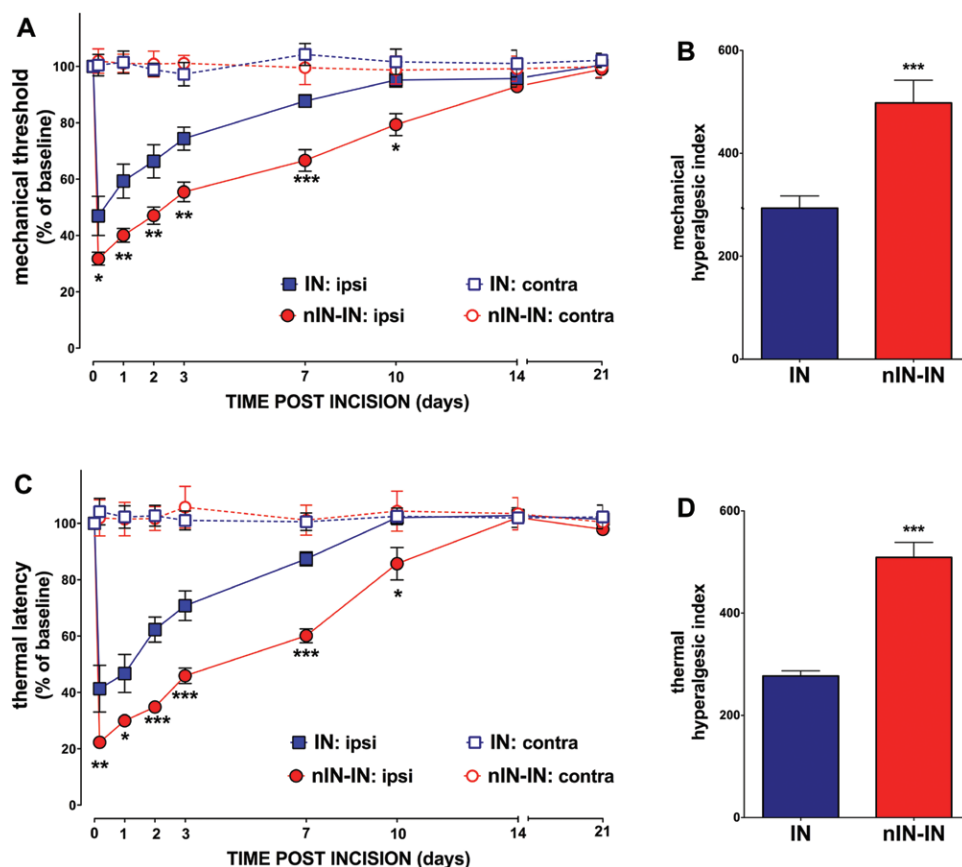 A
mechanical threshold
(% of baseline)
100
80
60
40
20
0
*
**
**
**
***
*
IN: ipsi
IN: contra
nIN-IN: ipsi
nIN-IN: contra
0
1
2
3
7
10
14
21
TIME POST INCISION (days)
B
mechanical
hyperalgesic index
600
400
200
0
***
IN
nIN-IN
C
thermal latency
(% of baseline)
100
80
60
40
20
0
**
*
***
***
***
*
IN: ipsi
IN: contra
nIN-IN: ipsi
nIN-IN: contra
0
1
2
3
7
10
14
21
TIME POST INCISION (days)
D
thermal
hyperalgesic index
600
400
200
0
***
IN
nIN-IN